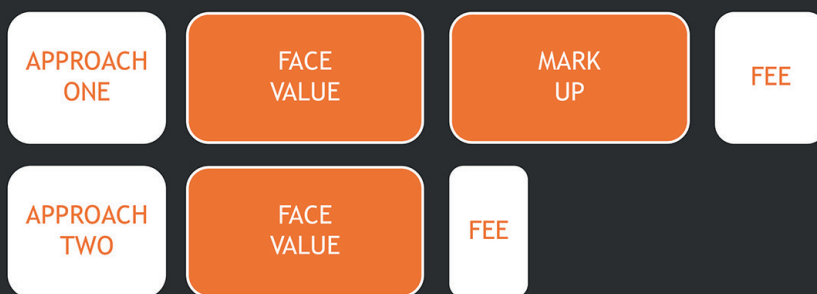 APPROACH
ONE
FACE
VALUE
MARK
UP
FEE
APPROACH
TWO
FACE
VALUE
FEE